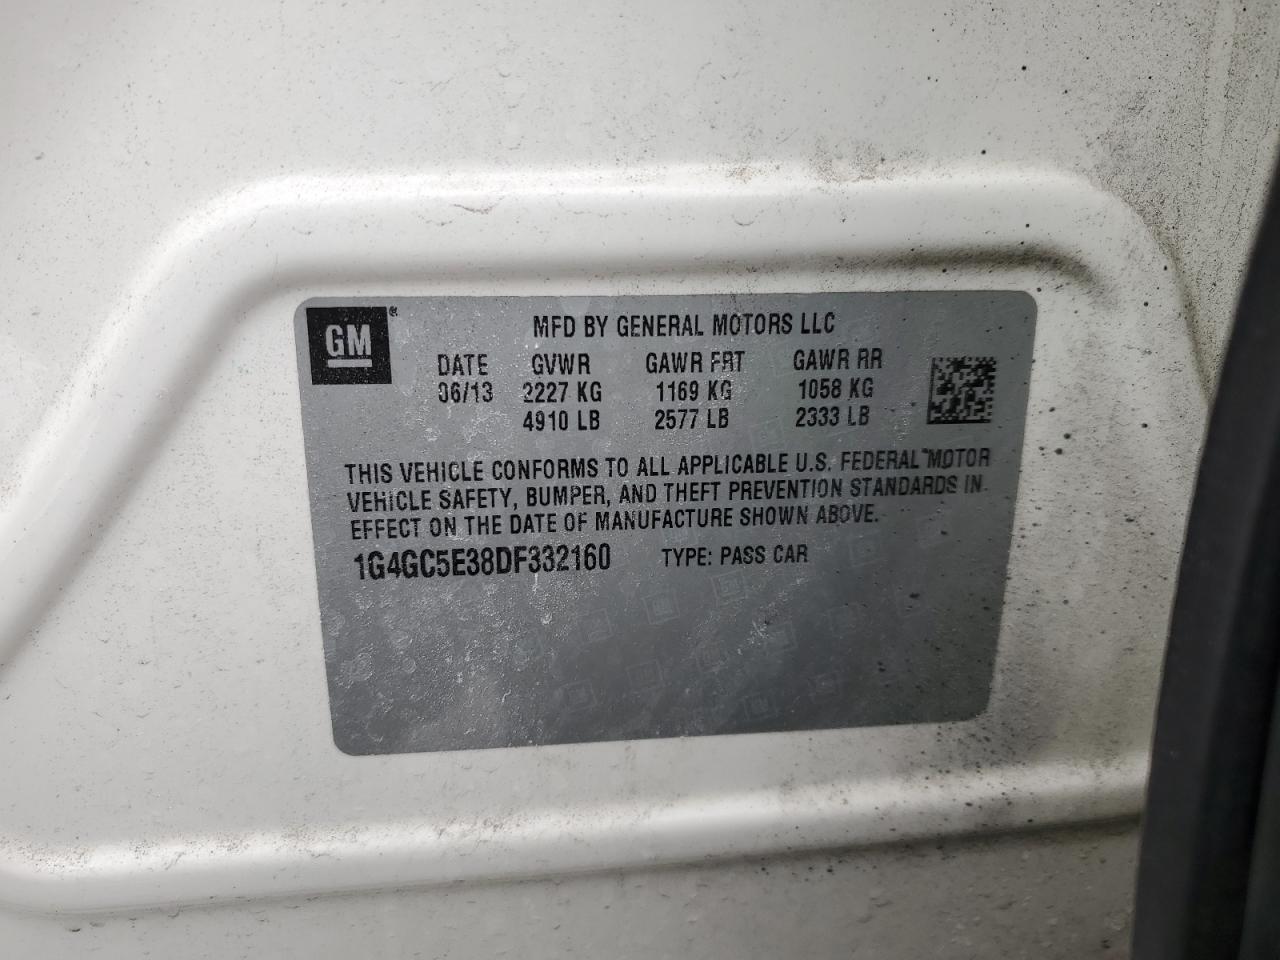 GM ®
MFD BY GENERAL MOTORS LLC
DATE GVWR GAWR FRT GAWR RR
06/13 2227 KG 1169 KG 1058 KG
4910 LB 2577 LB 2333 LB
THIS VEHICLE CONFORMS TO ALL APPLICABLE U.S. FEDERAL MOTOR
VEHICLE SAFETY, BUMPER, AND THEFT PREVENTION STANDARDS IN
EFFECT ON THE DATE OF MANUFACTURE SHOWN ABOVE.
1G4GC5E38DF332160 TYPE: PASS CAR